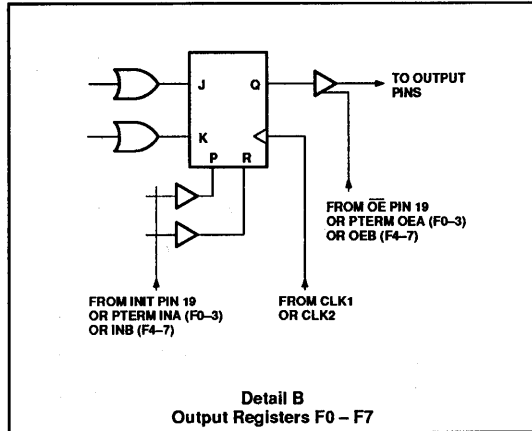 J
Q
TO OUTPUT
PINS
K
P
R
FROM OE PIN 19
OR PTERM OEA (F0–3)
OR OEB (F4–7)
FROM INIT PIN 19
OR PTERM INA (F0–3)
OR INB (F4–7)
FROM CLK1
OR CLK2
Detail B
Output Registers F0 – F7